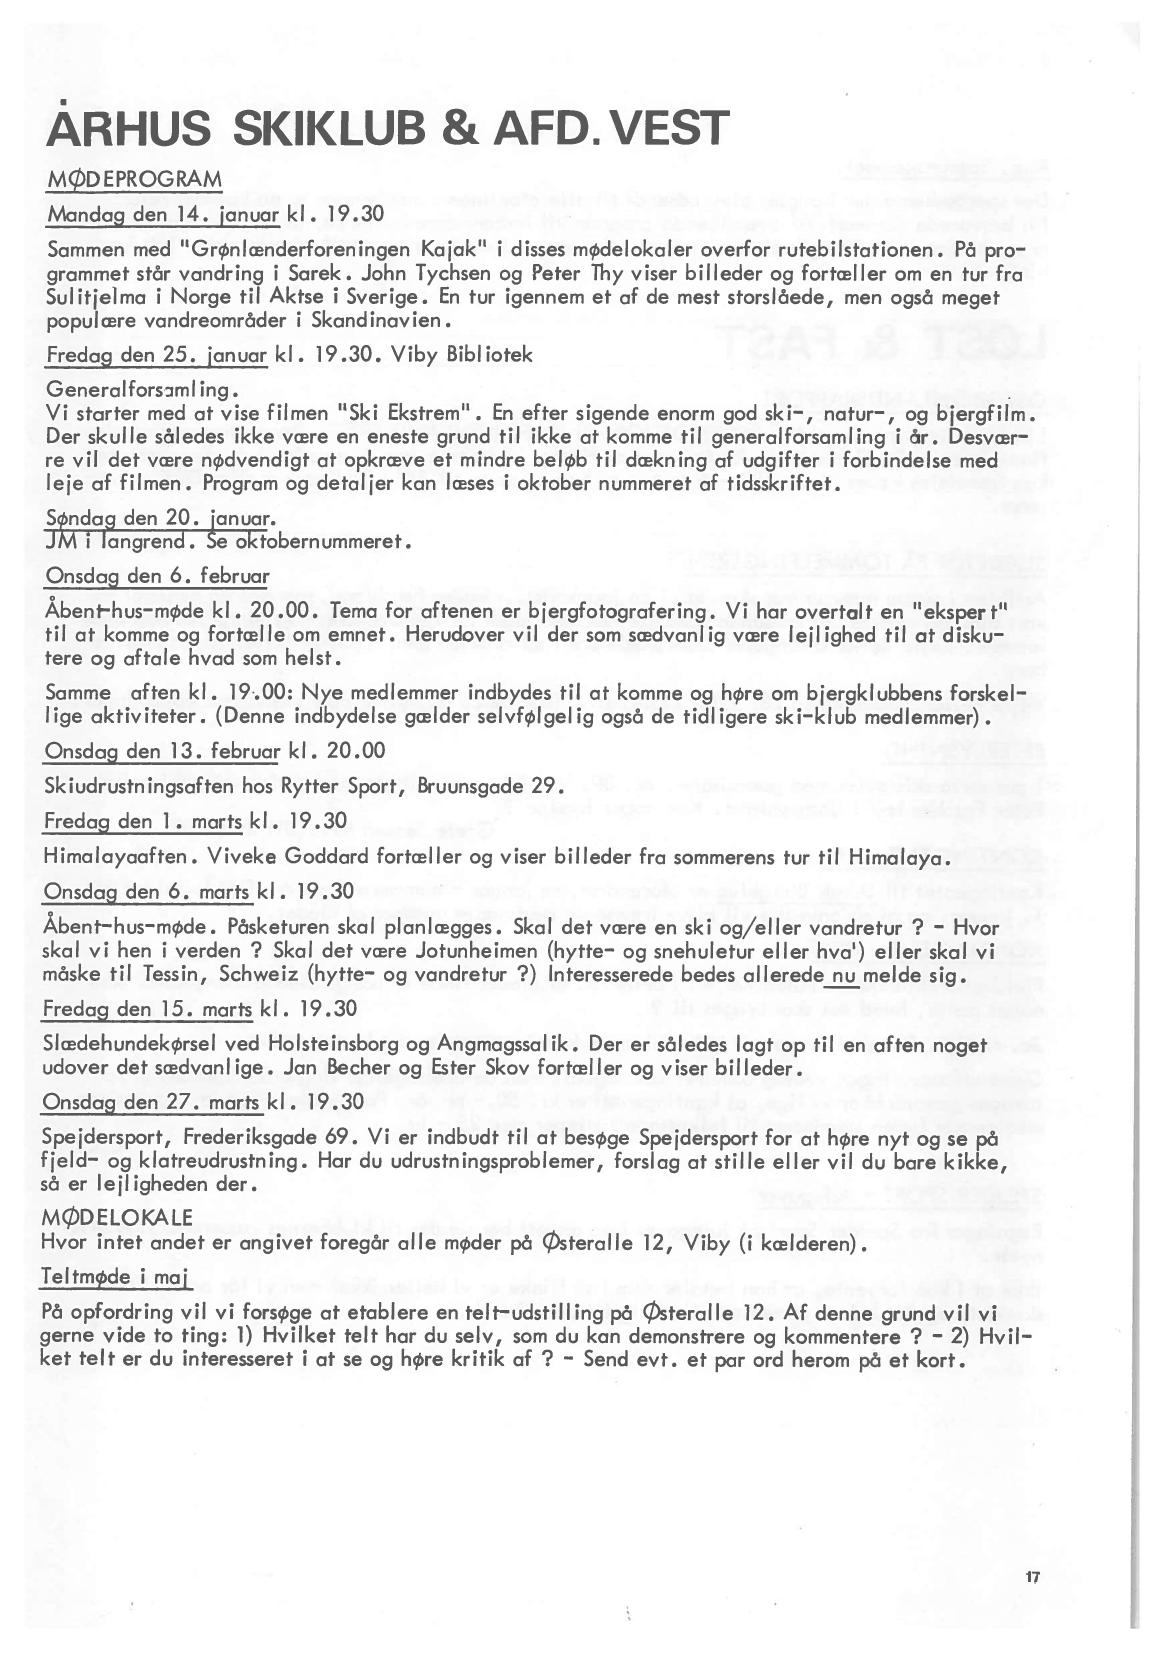 ÅRHUS SKIKLUB & AFD. VEST
MØDEPROGRAM
Mandag den 14. januar kl. 19.30
Sammen med "Grønlænderforeningen Kajak" i disses mødelokaler overfor rutebilstationen. På pro-
grammet står vandring i Sarek. John Tychsen og Peter Thy viser billeder og fortæller om en tur fra
Sulitjelma i Norge til Aktse i Sverige. En tur igennem et af de mest storslåede, men også meget
populære vandreområder i Skandinavien.
Fredag den 25. januar kl. 19.30. Viby Bibliotek
Generalforsamling.
Vi starter med at vise filmen "Ski Ekstrem". En efter sigende enorm god ski-, natur-, og bjergfilm.
Der skulle således ikke være en eneste grund til ikke at komme til generalforsamling i år. Desvær-
re vil det være nødvendigt at opkræve et mindre beløb til dækning af udgifter i forbindelse med
leje af filmen. Program og detaljer kan læses i oktober nummeret af tidsskriftet.
Søndag den 20. januar.
JM i langrend. Se oktobernummeret.
Onsdag den 6. februar
Åbent-hus-møde kl. 20.00. Tema for aftenen er bjergfotografering. Vi har overtalt en "ekspert"
til at komme og fortælle om emnet. Herudover vil der som sædvanlig være lejlighed til at disku-
tere og aftale hvad som helst.
Samme aften kl. 19.00: Nye medlemmer indbydes til at komme og høre om bjergklubbens forskel-
lige aktiviteter. (Denne indbydelse gælder selvfølgelig også de tidligere ski-klub medlemmer).
Onsdag den 13. februar kl. 20.00
Skiudrustningsaften hos Rytter Sport, Bruunsgade 29.
Fredag den 1. marts kl. 19.30
Himalayaaften. Viveke Goddard fortæller og viser billeder fra sommerens tur til Himalaya.
Onsdag den 6. marts kl. 19.30
Åbent-hus-møde. Påsketuren skal planlægges. Skal det være en ski og/eller vandretur ? - Hvor
skal vi hen i verden ? Skal det være Jotunheimen (hytte- og snehuletur eller hva') eller skal vi
måske til Tessin, Schweiz (hytte- og vandretur ?) Interesserede bedes allerede nu melde sig.
Fredag den 15. marts kl. 19.30
Slædehundekørsel ved Holsteinsborg og Angmagssalik. Der er således lagt op til en aften noget
udover det sædvanlige. Jan Becher og Ester Skov fortæller og viser billeder.
Onsdag den 27. marts kl. 19.30
Spejdersport, Frederiksgade 69. Vi er indbudt til at besøge Spejdersport for at høre nyt og se på
fjeld- og klatreudrustning. Har du udrustningsproblemer, forslag at stille eller vil du bare kikke,
så er lejligheden der.
MØDELOKALE
Hvor intet andet er angivet foregår alle møder på Østeralle 12, Viby (i kælderen).
Teltmøde i maj
På opfordring vil vi forsøge at etablere en telt-udstilling på Østeralle 12. Af denne grund vil vi
gerne vide to ting: 1) Hvilket telt har du selv, som du kan demonstrere og kommentere ? - 2) Hvil-
ket telt er du interesseret i at se og høre kritik af ? - Send evt. et par ord herom på et kort.
17